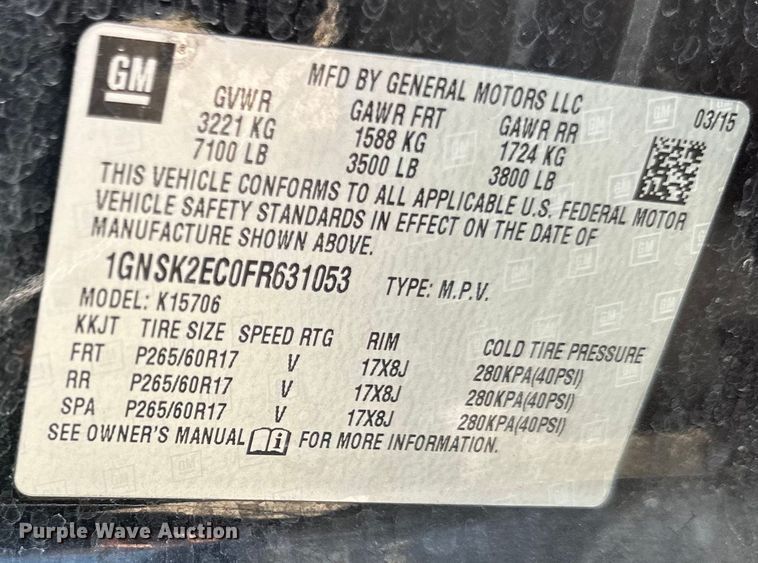 GM
MFD BY GENERAL MOTORS LLC
03/15
GVWR GAWR FRT GAWR RR
3221 KG 1588 KG 1724 KG
7100 LB 3500 LB 3800 LB
THIS VEHICLE CONFORMS TO ALL APPLICABLE U.S. FEDERAL MOTOR
VEHICLE SAFETY STANDARDS IN EFFECT ON THE DATE OF
MANUFACTURE SHOWN ABOVE.
1GNSK2EC0FR631053 TYPE: M.P.V.
MODEL: K15706
KKJT TIRE SIZE SPEED RTG RIM COLD TIRE PRESSURE
FRT P265/60R17 V 17X8J 280KPA(40PSI)
RR P265/60R17 V 17X8J 280KPA(40PSI)
SPA P265/60R17 V 17X8J 280KPA(40PSI)
SEE OWNER'S MANUAL i FOR MORE INFORMATION.
Purple Wave Auction